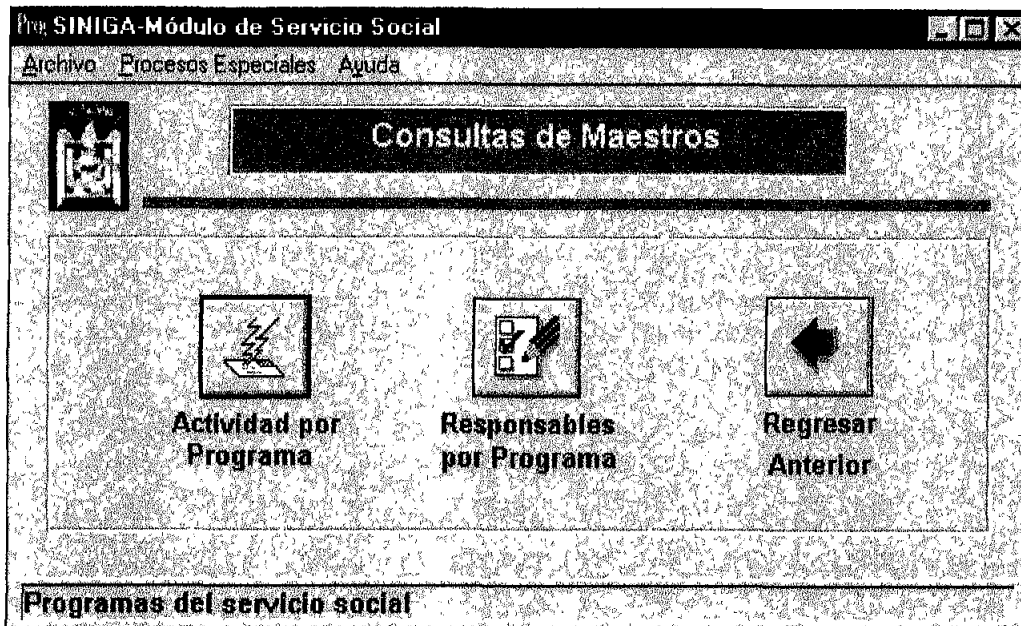 SINIGA-Módulo de Servicio Social
Archivo Procesos Especiales Ayuda
Consultas de Maestros
Actividad por
Programa
Responsables
por Programa
Regresar
Anterior
Programas del servicio social